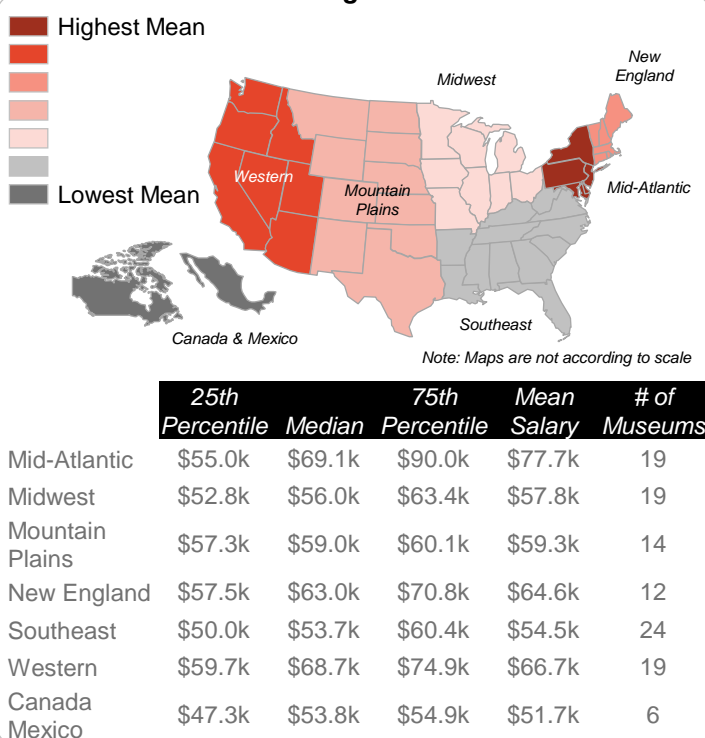 Highest Mean
Lowest Mean
New
England
Midwest
Western
Mountain
Plains
Mid-Atlantic
Southeast
Canada & Mexico
Note: Maps are not according to scale
25th Percentile Median 75th Percentile Mean Salary # of Museums
Mid-Atlantic $55.0k $69.1k $90.0k $77.7k 19
Midwest $52.8k $56.0k $63.4k $57.8k 19
Mountain Plains $57.3k $59.0k $60.1k $59.3k 14
New England $57.5k $63.0k $70.8k $64.6k 12
Southeast $50.0k $53.7k $60.4k $54.5k 24
Western $59.7k $68.7k $74.9k $66.7k 19
Canada Mexico $47.3k $53.8k $54.9k $51.7k 6